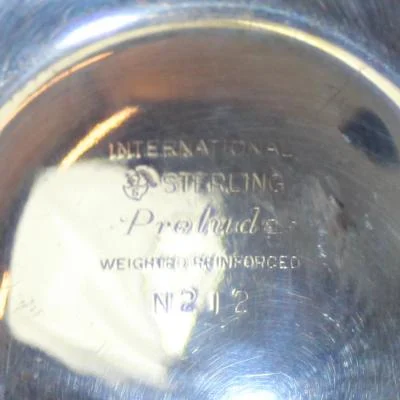 INTERNATIONAL
STERLING
Prelude
WEIGHTED REINFORCED
N212